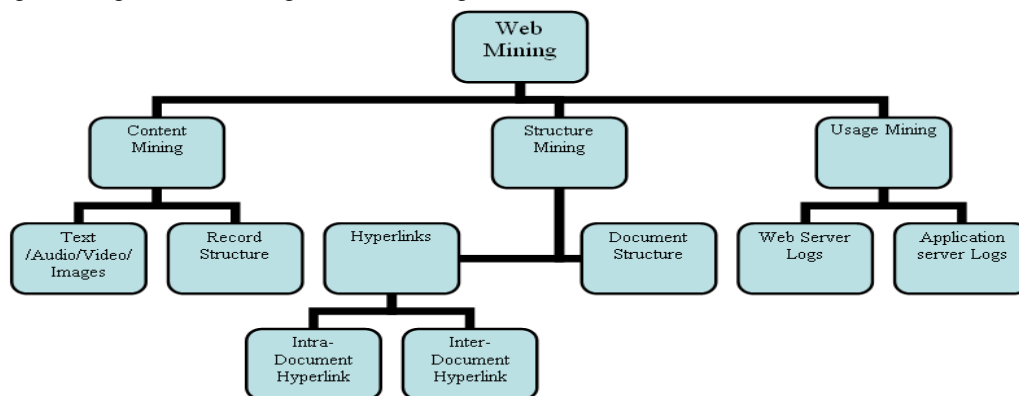 Web
Mining
Content
Mining
Structure
Mining
Usage Mining
Text
/Audio/Video/
Images
Record
Structure
Hyperlinks
Document
Structure
Web Server
Logs
Application
server Logs
Intra-
Document
Hyperlink
Inter-
Document
Hyperlink